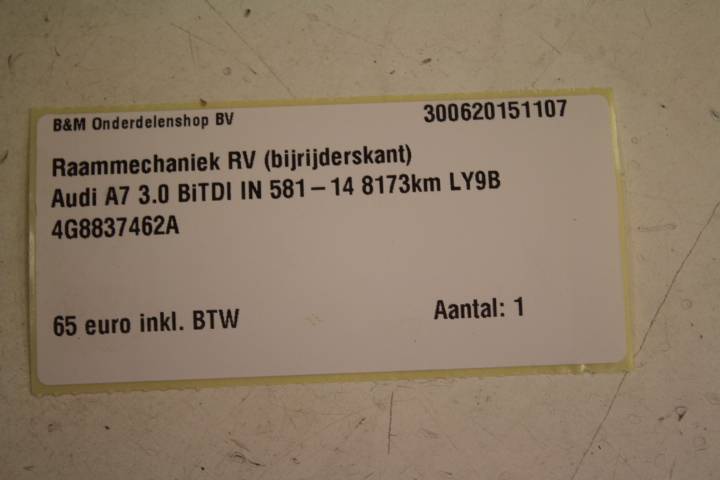 B&M Onderdelenshop BV 300620151107
Raammechaniek RV (bijrijderskant)
Audi A7 3.0 BiTDI IN 581-14 8173km LY9B
4G8837462A
65 euro inkl. BTW Aantal: 1